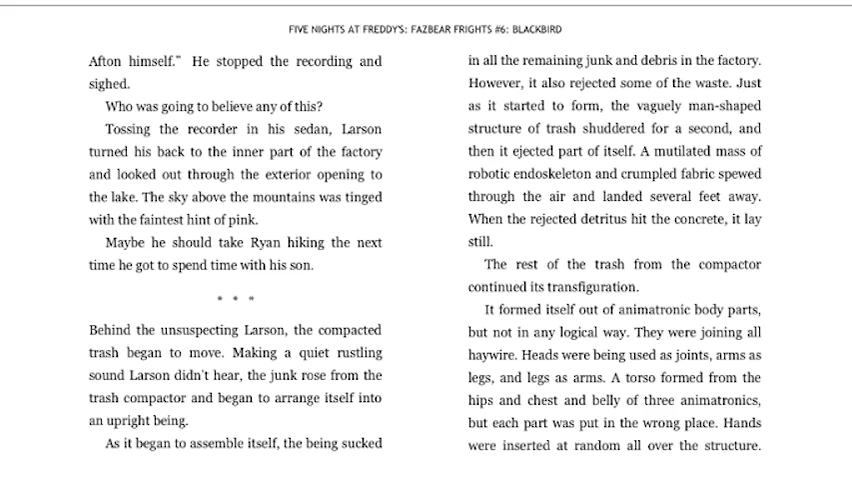 FIVE NIGHTS AT FREDDY'S: FAZBEAR FRIGHTS #6: BLACKBIRD
Afton himself.” He stopped the recording and
sighed.
Who was going to believe any of this?
Tossing the recorder in his sedan, Larson
turned his back to the inner part of the factory
and looked out through the exterior opening to
the lake. The sky above the mountains was tinged
with the faintest hint of pink.
Maybe he should take Ryan hiking the next
time he got to spend time with his son.
* * *
Behind the unsuspecting Larson, the compacted
trash began to move. Making a quiet rustling
sound Larson didn’t hear, the junk rose from the
trash compactor and began to arrange itself into
an upright being.
As it began to assemble itself, the being sucked
in all the remaining junk and debris in the factory.
However, it also rejected some of the waste. Just
as it started to form, the vaguely man-shaped
structure of trash shuddered for a second, and
then it ejected part of itself. A mutilated mass of
robotic endoskeleton and crumpled fabric spewed
through the air and landed several feet away.
When the rejected detritus hit the concrete, it lay
still.
The rest of the trash from the compactor
continued its transfiguration.
It formed itself out of animatronic body parts,
but not in any logical way. They were joining all
haywire. Heads were being used as joints, arms as
legs, and legs as arms. A torso formed from the
hips and chest and belly of three animatronics,
but each part was put in the wrong place. Hands
were inserted at random all over the structure.